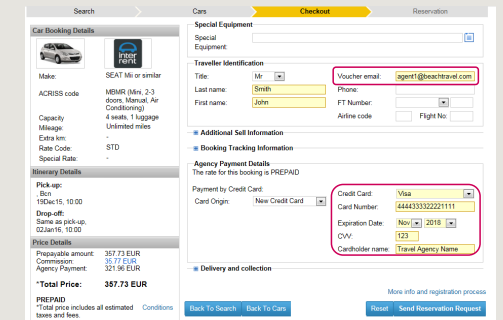 Search Cars Checkout Reservation
Car Booking Details
inter
rent
Make: SEAT Mii or similar
ACRISS code MBMR (Mini, 2-3
doors, Manual, Air
Conditioning)
Capacity 4 seats, 1 luggage
Mileage: Unlimited miles
Extra km: -
Rate Code: STD
Special Rate: -
Itinerary Details
Pick-up:
, Bcn
19Dec15, 10:00
Drop-off:
Same as pick-up,
02Jan16, 10:00
Price Details
Prepayable amount: 357.73 EUR
Commission: 35.77 EUR
Agency Payment: 321.96 EUR
*Total Price: 357.73 EUR
PREPAID
*Total price includes all estimated Conditions
taxes and fees.
Special Equipment
Special
Equipment:
Traveller Identification
Title: Mr Voucher email: agent1@beachtravel.com
Last name: Smith Phone:
First name: John FT Number:
Airline code Flight No:
Additional Sell Information
Booking Tracking Information
Agency Payment Details
The rate for this booking is PREPAID
Payment by Credit Card:
Card Origin: New Credit Card
Credit Card: Visa
Card Number: 4444333322221111
Expiration Date: Nov 2018
CVV: 123
Cardholder name: Travel Agency Name
Delivery and collection
More info and registration process
Back To Search Back To Cars Reset Send Reservation Request